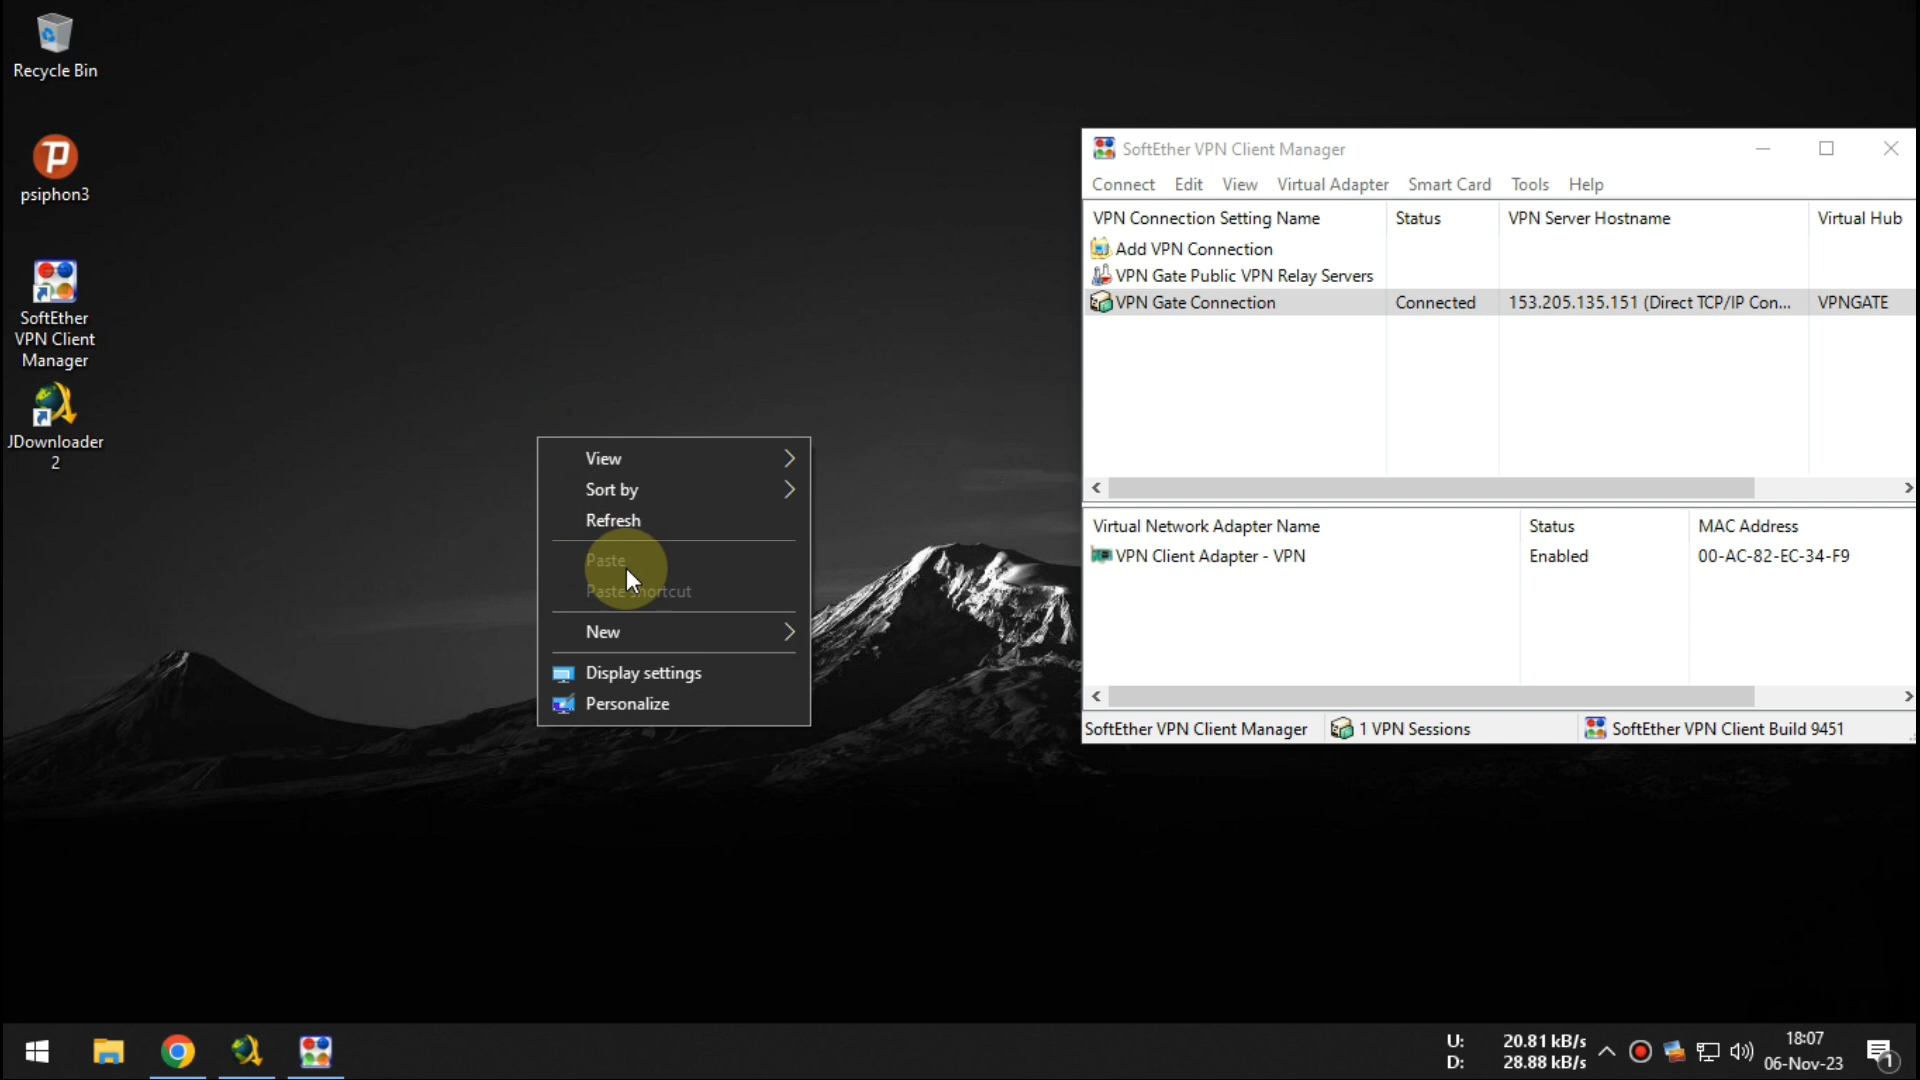 Recycle Bin
psiphon3
SoftEther
VPN Client
Manager
JDownloader
2
View
Sort by
Refresh
Paste
Paste shortcut
New
Display settings
Personalize
SoftEther VPN Client Manager
Connect Edit View Virtual Adapter Smart Card Tools Help
VPN Connection Setting Name Status VPN Server Hostname Virtual Hub
Add VPN Connection
VPN Gate Public VPN Relay Servers
VPN Gate Connection Connected 153.205.135.151 (Direct TCP/IP Con... VPNGATE
Virtual Network Adapter Name Status MAC Address
VPN Client Adapter - VPN Enabled 00-AC-82-EC-34-F9
SoftEther VPN Client Manager 1 VPN Sessions SoftEther VPN Client Build 9451
U: 20.81 kB/s
D: 28.88 kB/s
18:07
06-Nov-23
1